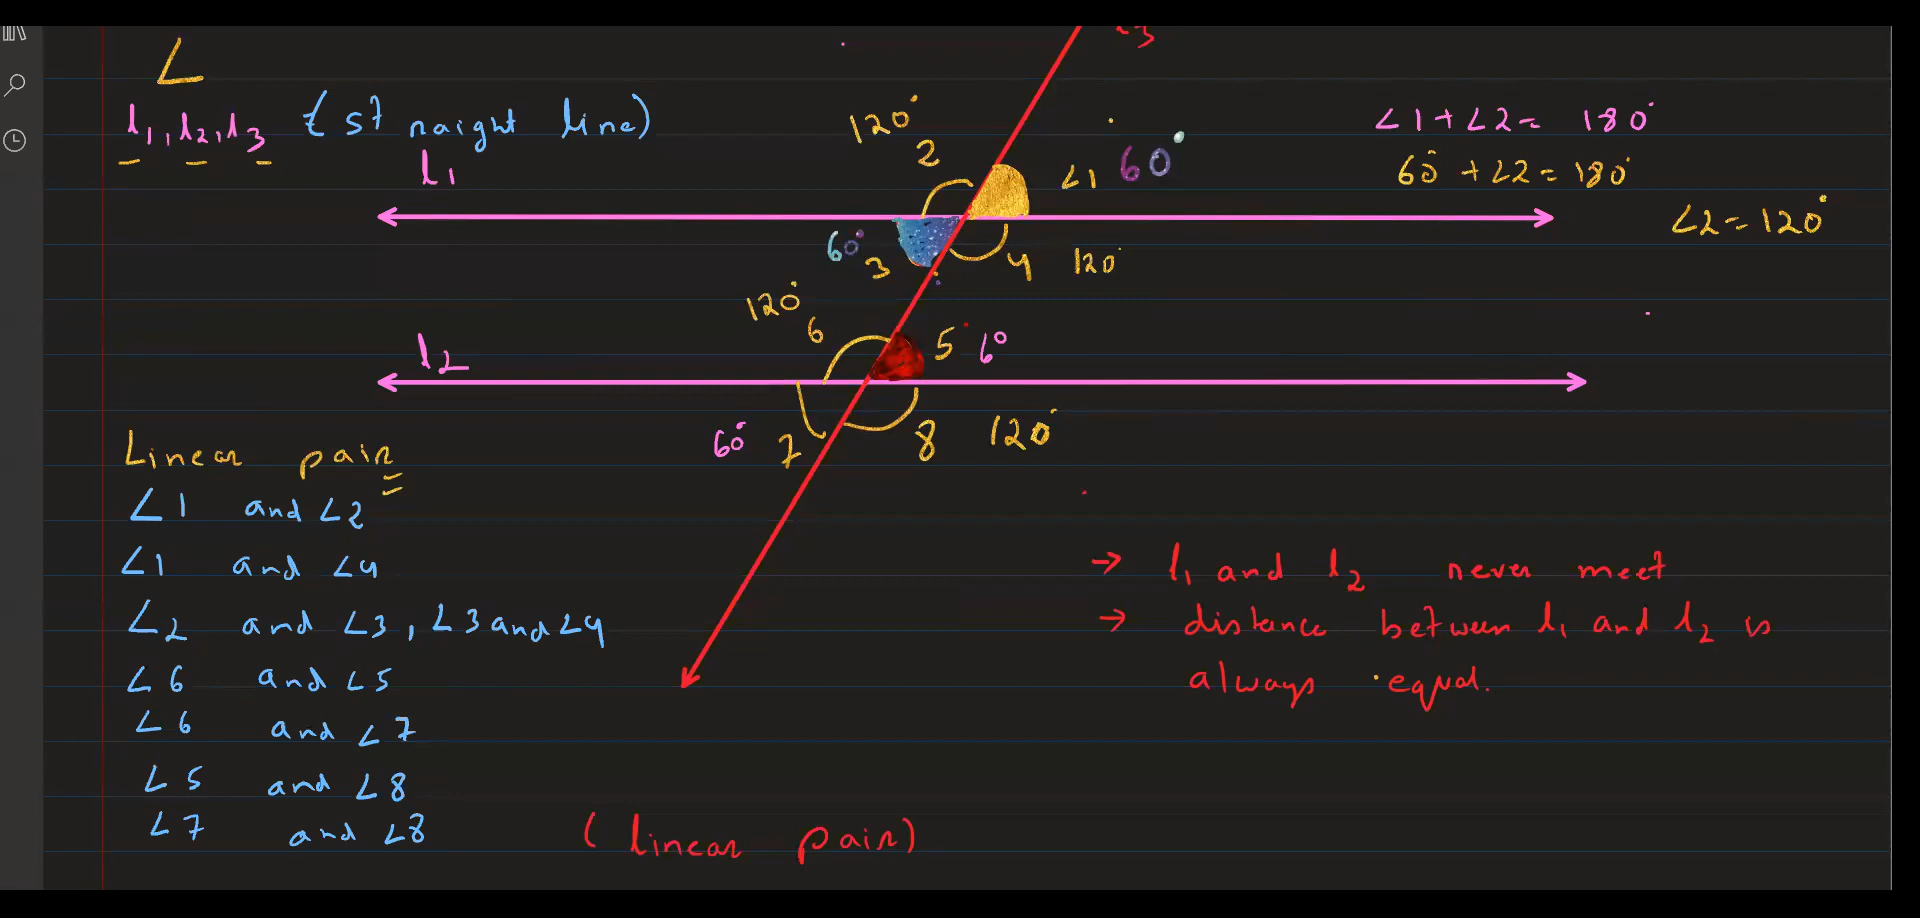 ∠
l1, l2, l3 (straight line)
l3
l1
120°
2
∠1 60°
∠1+∠2= 180°
60°+∠2=180°
∠2=120°
60°
3
4 120°
120°
6
5 60
l2
60° 7
8 120°
Linear pair
∠1 and ∠2
∠1 and ∠4
∠2 and ∠3, ∠3 and ∠4
∠6 and ∠5
∠6 and ∠7
∠5 and ∠8
∠7 and ∠8
→ l1 and l2 never meet
→ distance between l1 and l2 is
always equal.
(linear pair)